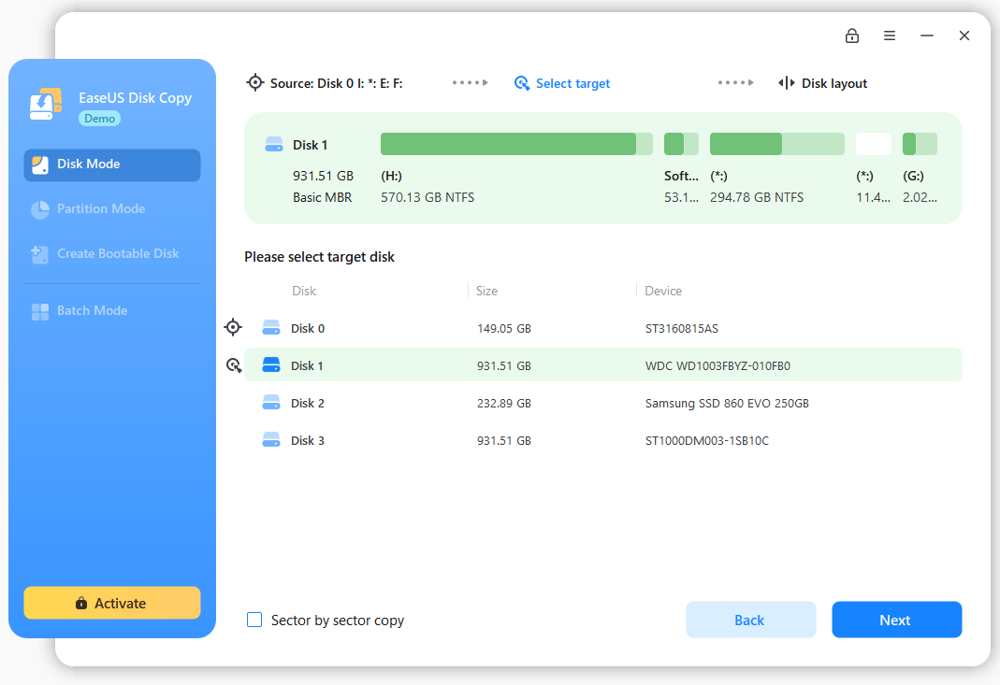 Source: Disk 0 I: *: E: F:
Select target
Disk layout
EaseUS Disk Copy
Demo
Disk Mode
Partition Mode
Create Bootable Disk
Batch Mode
Activate
Disk 1
931.51 GB
Basic MBR
(H:)
570.13 GB NTFS
Soft...
53.1...
(*:)
294.78 GB NTFS
(*:)
11.4...
(G:)
2.02...
Please select target disk
Disk Size Device
Disk 0 149.05 GB ST3160815AS
Disk 1 931.51 GB WDC WD1003FBYZ-010FB0
Disk 2 232.89 GB Samsung SSD 860 EVO 250GB
Disk 3 931.51 GB ST1000DM003-1SB10C
Sector by sector copy
Back
Next